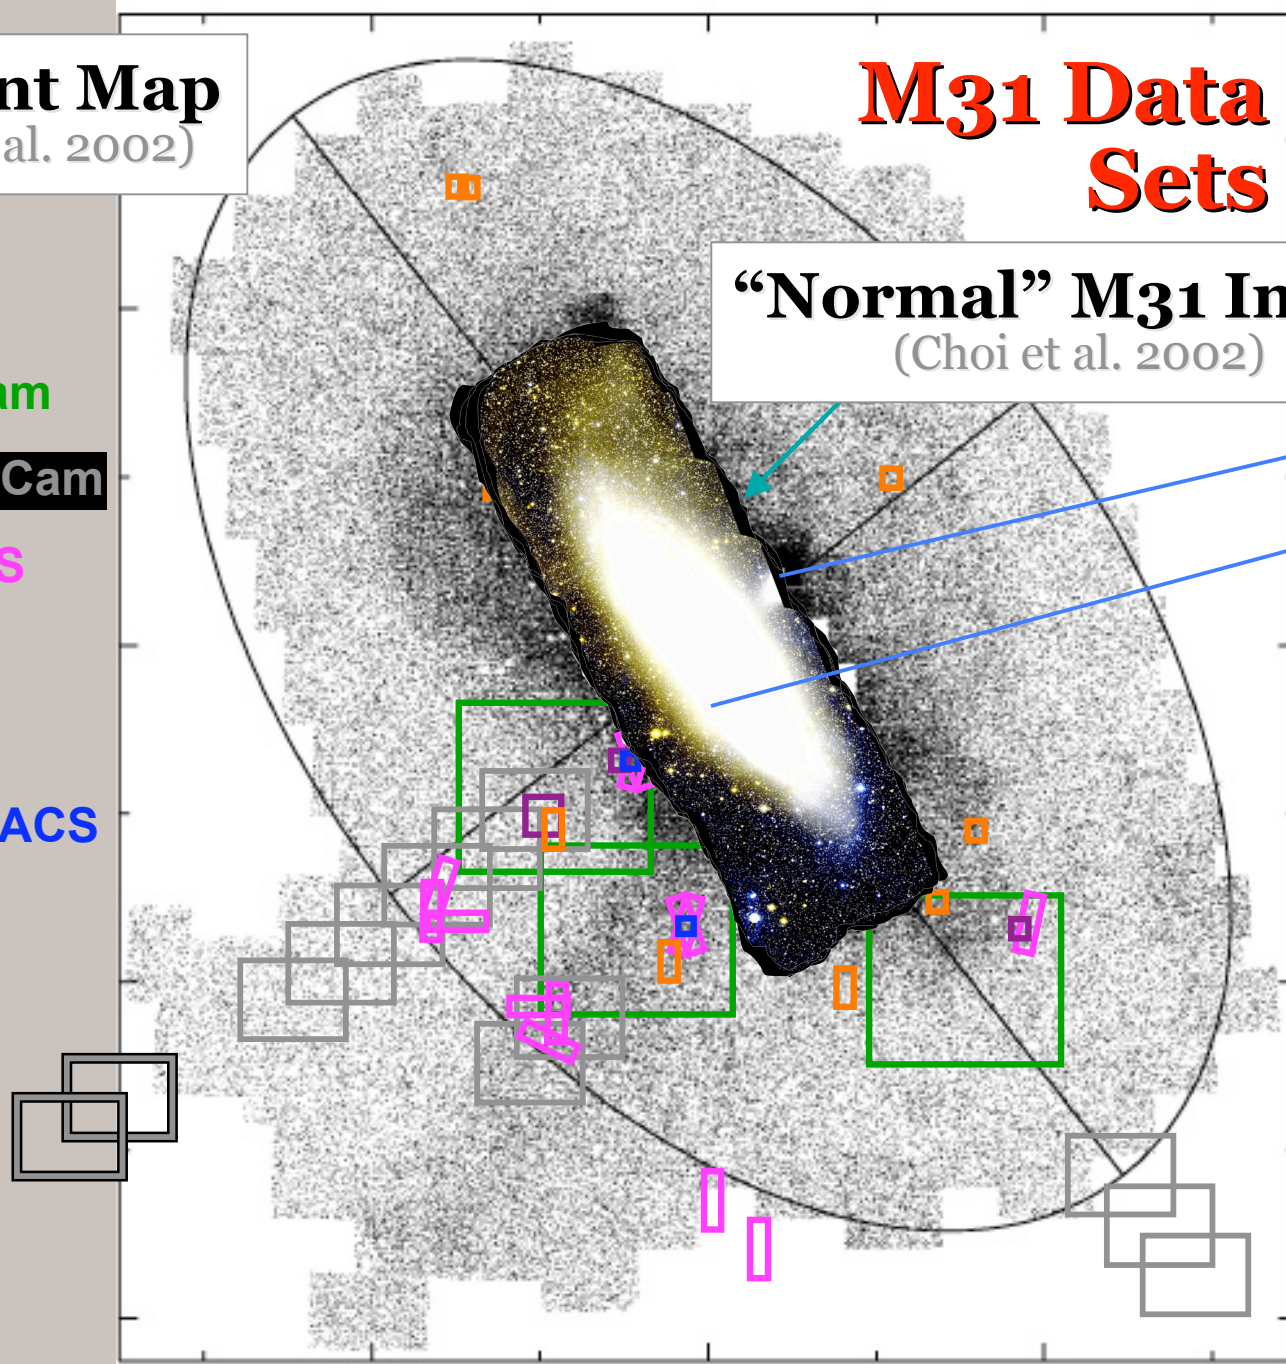 nt Map
al. 2002)
M31 Data
Sets
“Normal” M31 In
(Choi et al. 2002)
am
Cam
S
ACS